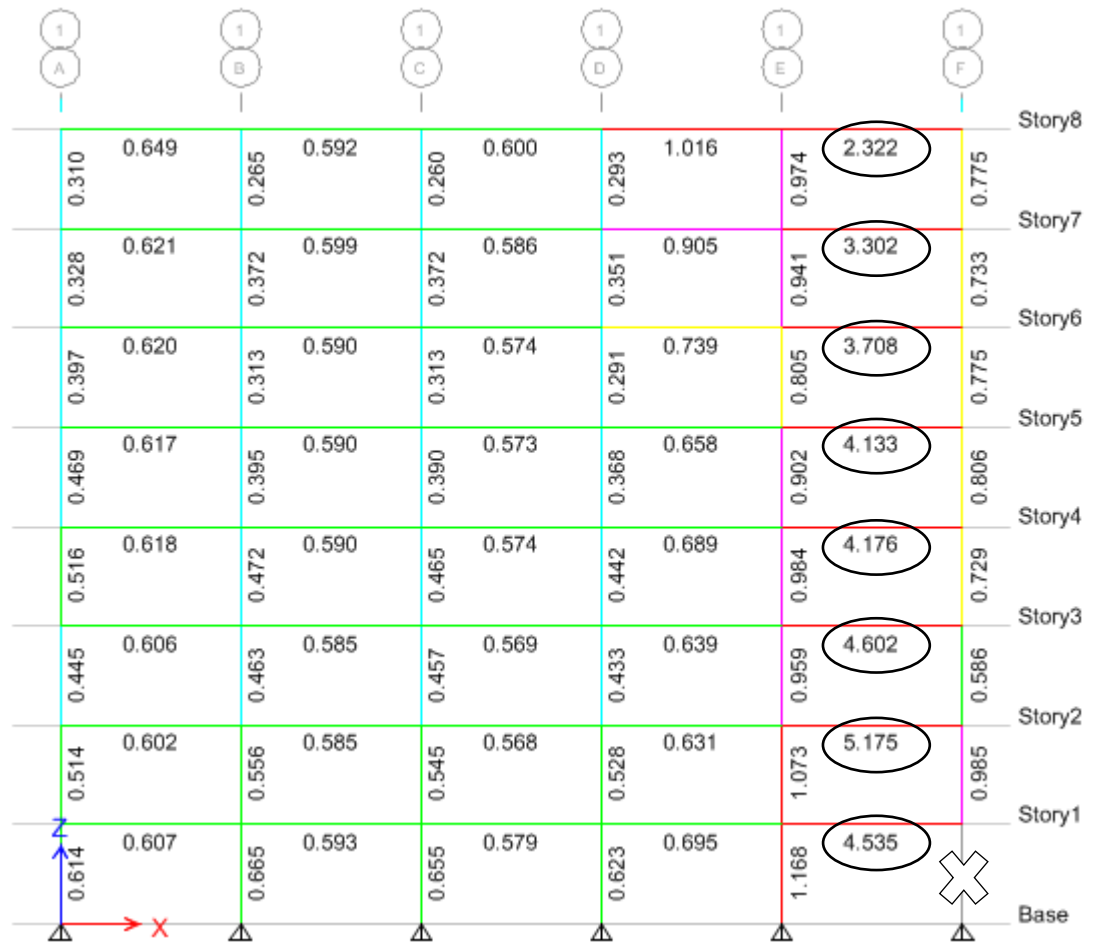 1 1 1 1 1 1
A B C D E F
Story8
0.649 0.592 0.600 1.016 2.322
0.310 0.265 0.260 0.293 0.974 0.775
Story7
0.621 0.599 0.586 0.905 3.302
0.328 0.372 0.372 0.351 0.941 0.733
Story6
0.620 0.590 0.574 0.739 3.708
0.397 0.313 0.313 0.291 0.805 0.775
Story5
0.617 0.590 0.573 0.658 4.133
0.469 0.395 0.390 0.368 0.902 0.806
Story4
0.618 0.590 0.574 0.689 4.176
0.516 0.472 0.465 0.442 0.984 0.729
Story3
0.606 0.585 0.569 0.639 4.602
0.445 0.463 0.457 0.433 0.959 0.586
Story2
0.602 0.585 0.568 0.631 5.175
0.514 0.556 0.545 0.528 1.073 0.985
Story1
Z
0.607 0.593 0.579 0.695 4.535
0.614 0.665 0.655 0.623 1.168
Base
X